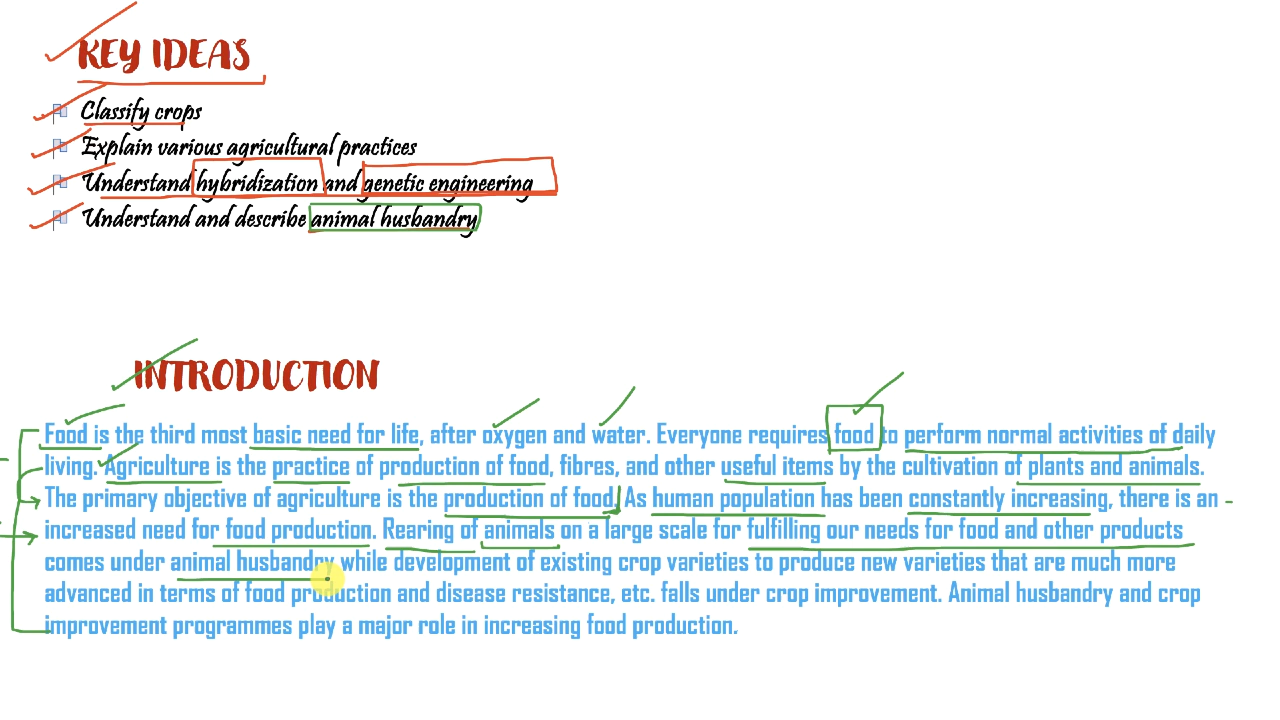 KEY IDEAS
Classify crops
Explain various agricultural practices
Understand hybridization and genetic engineering
Understand and describe animal husbandry
INTRODUCTION
Food is the third most basic need for life, after oxygen and water. Everyone requires food to perform normal activities of daily
living. Agriculture is the practice of production of food, fibres, and other useful items by the cultivation of plants and animals.
The primary objective of agriculture is the production of food. As human population has been constantly increasing, there is an
increased need for food production. Rearing of animals on a large scale for fulfilling our needs for food and other products
comes under animal husbandry while development of existing crop varieties to produce new varieties that are much more
advanced in terms of food production and disease resistance, etc. falls under crop improvement. Animal husbandry and crop
improvement programmes play a major role in increasing food production.